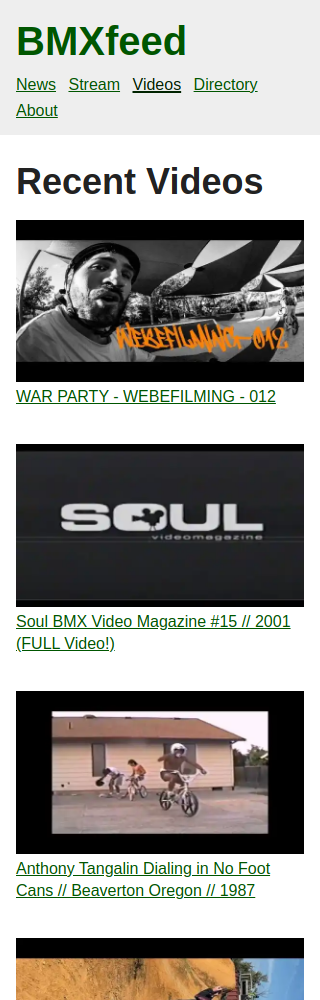 BMXfeed
News Stream Videos Directory
About
Recent Videos
WEBEFILMING-012
WAR PARTY - WEBEFILMING - 012
SOUL
videomagazine
Soul BMX Video Magazine #15 // 2001
(FULL Video!)
Anthony Tangalin Dialing in No Foot
Cans // Beaverton Oregon // 1987